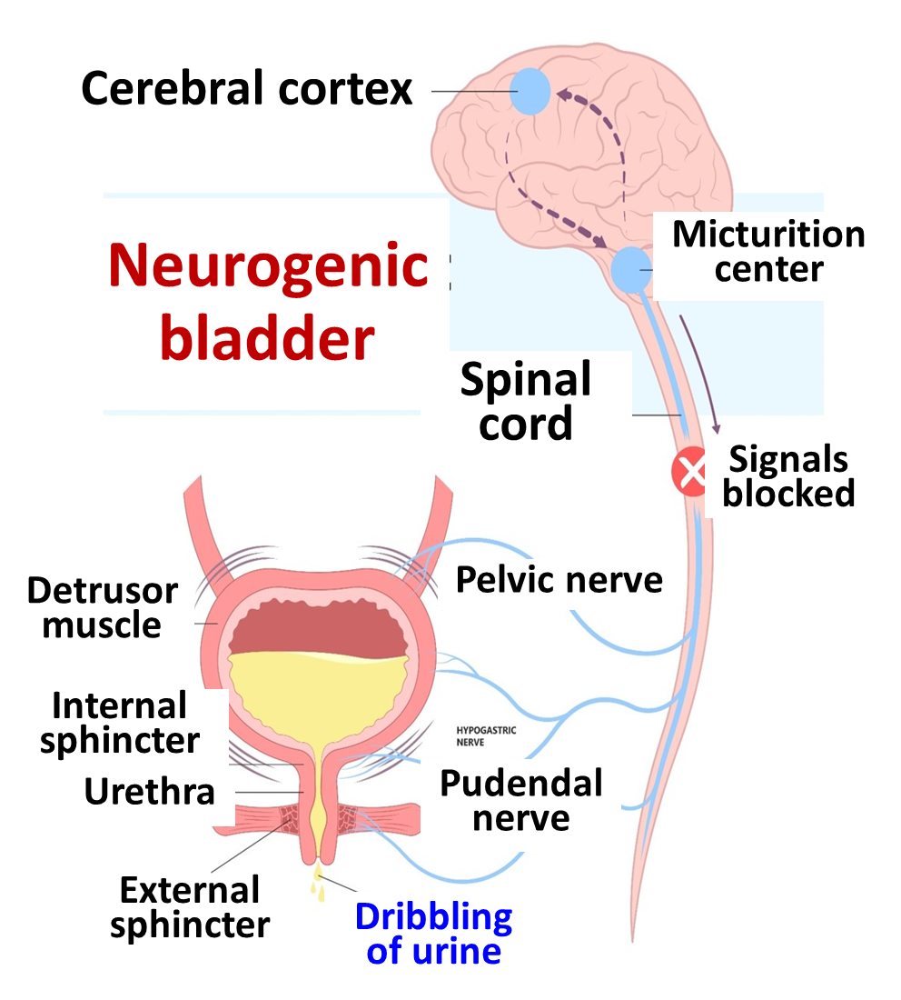 Cerebral cortex
Neurogenic
bladder
Micturition
center
Spinal
cord
Signals
blocked
Pelvic nerve
Detrusor
muscle
Internal
sphincter
HYPOGASTRIC
NERVE
Urethra
Pudendal
nerve
External
sphincter
Dribbling
of urine